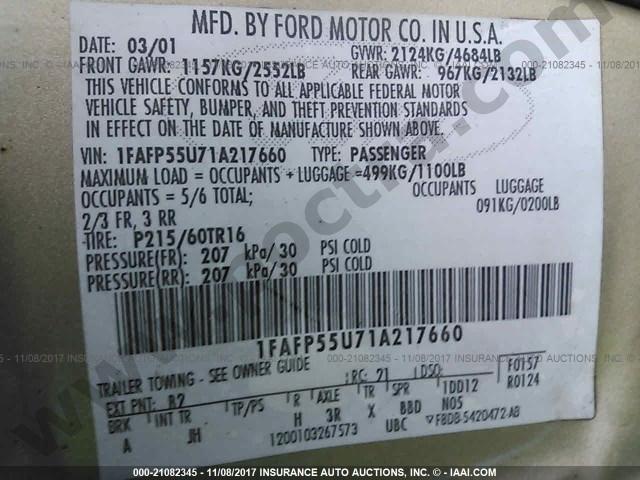 MFD. BY FORD MOTOR CO. IN U.S.A.
DATE: 03/01 GVWR: 2124KG/4684LB
FRONT GAWR: 1157KG/2552LB REAR GAWR: 967KG/2132LB
THIS VEHICLE CONFORMS TO ALL APPLICABLE FEDERAL MOTOR
VEHICLE SAFETY, BUMPER, AND THEFT PREVENTION STANDARDS
IN EFFECT ON THE DATE OF MANUFACTURE SHOWN ABOVE.
VIN: 1FAFP55U71A217660 TYPE: PASSENGER
MAXIMUM LOAD = OCCUPANTS + LUGGAGE =499KG/1100LB
OCCUPANTS = 5/6 TOTAL; OCCUPANTS LUGGAGE
2/3 FR, 3 RR 091KG/0200LB
TIRE: P215/60TR16
PRESSURE(FR): 207 kPa/30 PSI COLD
PRESSURE(RR): 207 kPa/30 PSI COLD
1FAFP55U71A217660
TRAILER TOWING - SEE OWNER GUIDE RC: 21 DSO: F0157
EXT PNT: B2 R0124
BRK INT TR TP/PS R AXLE TR SPR IDD12
A JH H 3R X BBD N05
1200103267573 UBC F8DB-5420472-AB
000-21082345 - 11/08/2017 - INSURANCE AUTO AUCTIONS - © - IAAI.COM